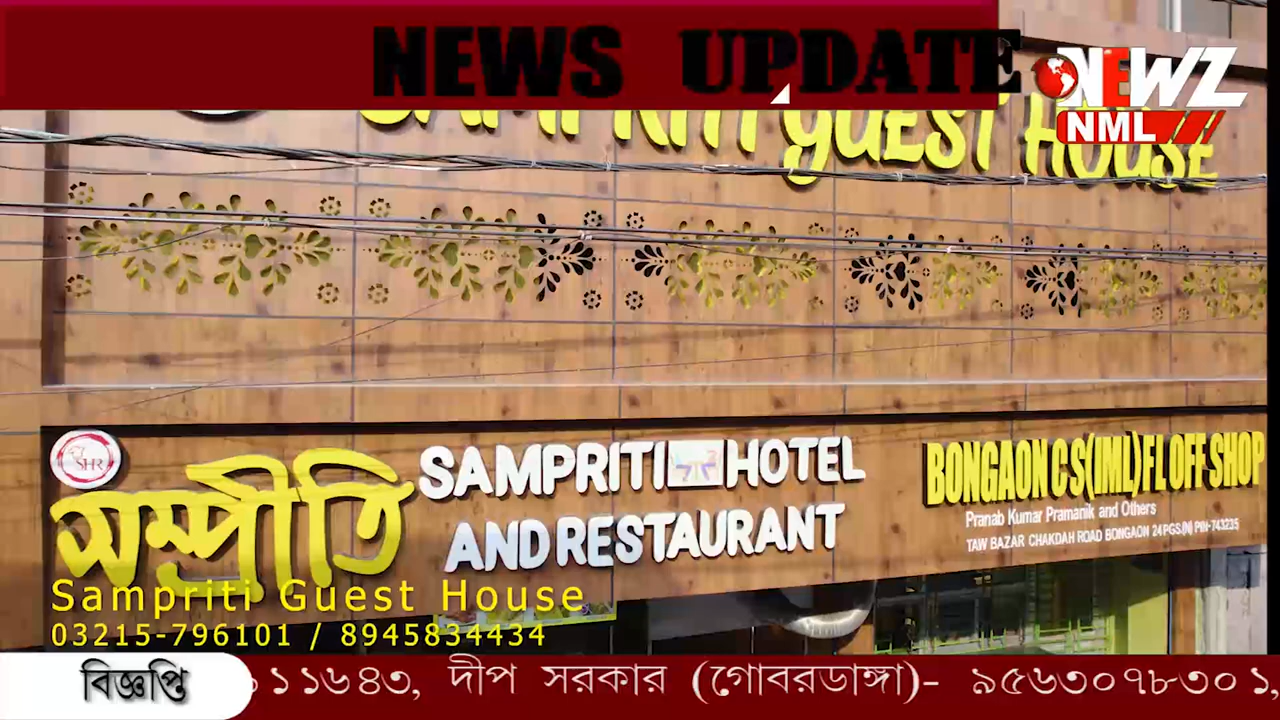 NEWS UPDATE
NEWZ
NML
SAMPRITI GUEST HOUSE
SHR
সম্প্রীতি
SAMPRITI HOTEL
AND RESTAURANT
BONGAON C S(IML)F L OFF SHOP
Pranab Kumar Pramanik and Others
TAW BAZAR CHAKDAH ROAD BONGAON 24 PGS.(N) PIN-743235
Sampriti Guest House
03215-796101 / 8945834434
বিজ্ঞপ্তি
১১৬৪৩, দীপ সরকার (গোবরডাঙ্গা)- ৯৫৬৩০৭৮৩০১,